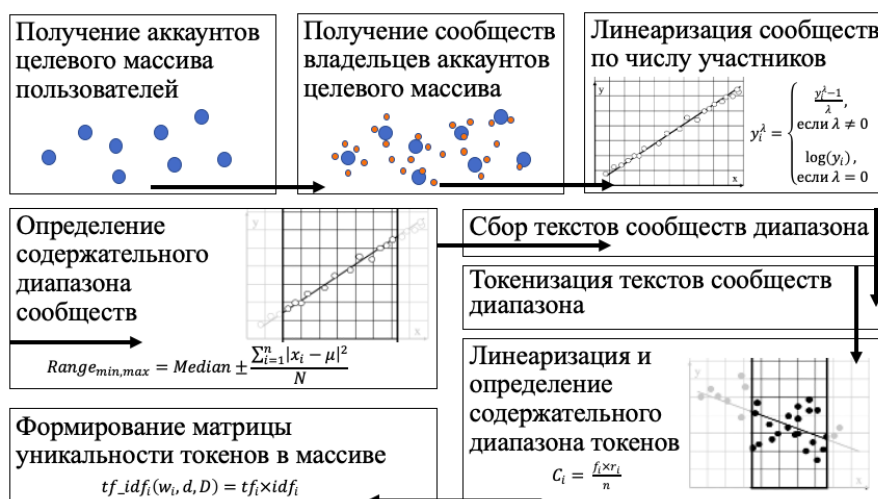 Получение аккаунтов
целевого массива
пользователей
Получение сообществ
владельцев аккаунтов
целевого массива
Линеаризация сообществ
по числу участников
y
x
y_i^λ = { (y_i^λ−1)/λ,
если λ ≠ 0
log(y_i),
если λ = 0
Определение
содержательного
диапазона
сообществ
y
x
Range_{min,max} = Median ± (∑_{i=1}^{n}|x_i − μ|^2)/N
Сбор текстов сообществ диапазона
Токенизация текстов сообществ
диапазона
Линеаризация и
определение
содержательного
диапазона токенов
C_i = (f_i×r_i)/n
y
x
Формирование матрицы
уникальности токенов в массиве
tf_idf_i(w_i, d, D) = tf_i×idf_i